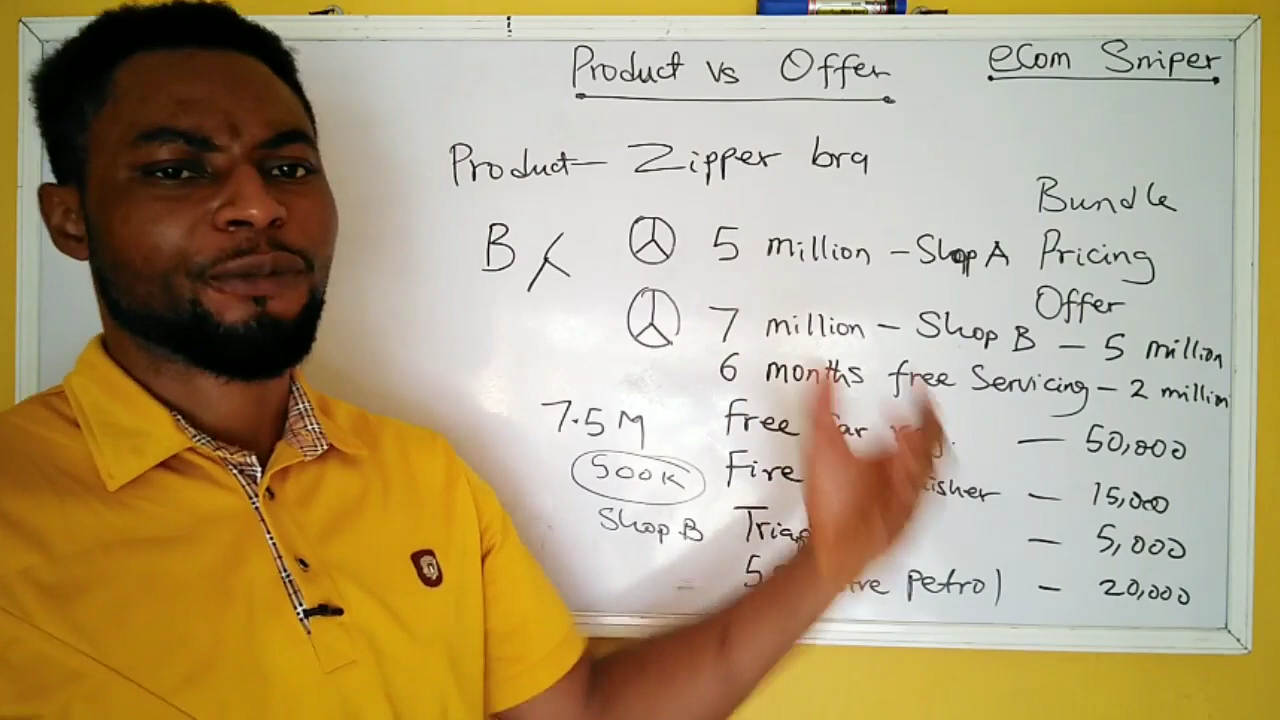 Product vs Offer
eCom Sniper
Product - Zipper bra
Bundle
Pricing
Offer
B
5 million - Shop A
7 million - Shop B - 5 million
6 months free Servicing - 2 million
free - 50,000
Fire - 15,000
- 5,000
petrol - 20,000
7.5M
500K
Shop B